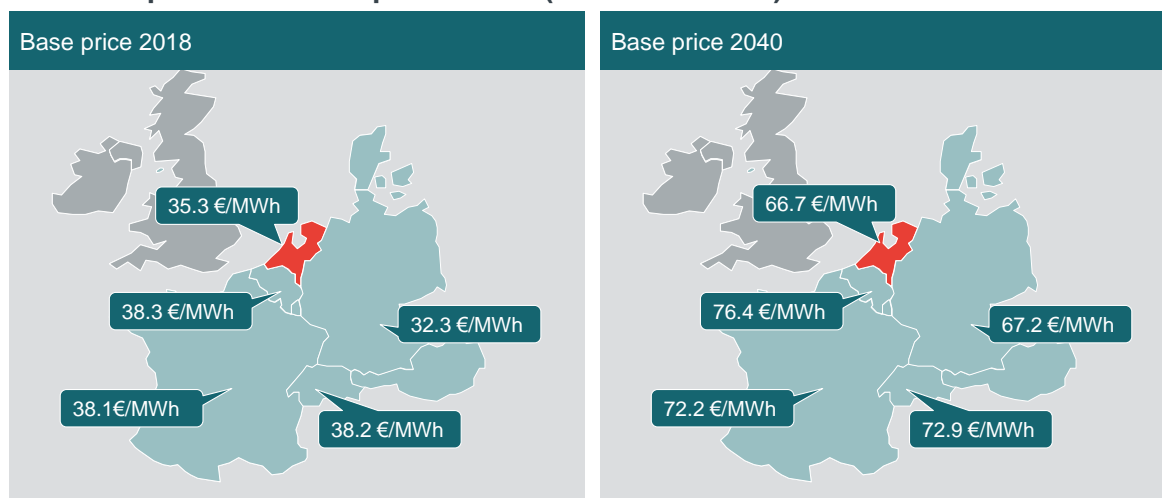 Base price 2018
35.3 €/MWh
38.3 €/MWh
32.3 €/MWh
38.1€/MWh
38.2 €/MWh
Base price 2040
66.7 €/MWh
76.4 €/MWh
67.2 €/MWh
72.2 €/MWh
72.9 €/MWh